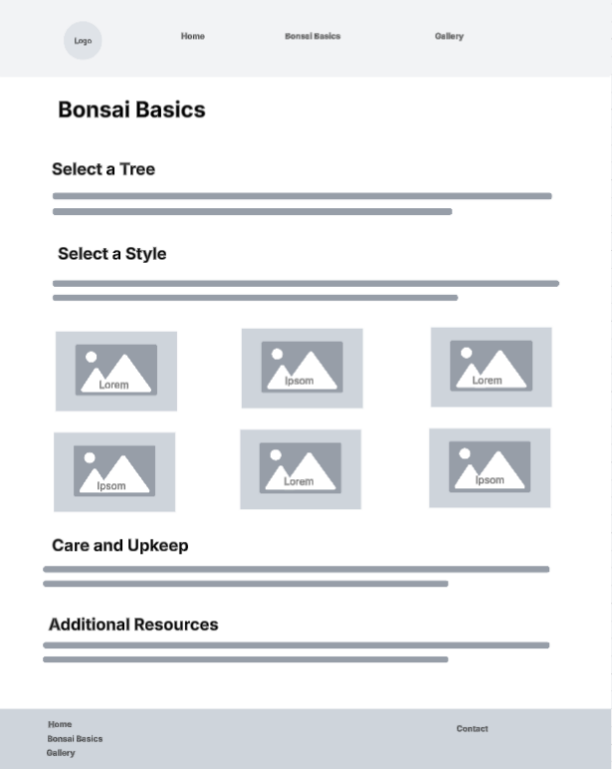 Logo
Home Bonsai Basics Gallery
Bonsai Basics
Select a Tree
Select a Style
Lorem Ipsom Lorem
Ipsom Lorem Ipsom
Care and Upkeep
Additional Resources
Home
Bonsai Basics
Gallery
Contact